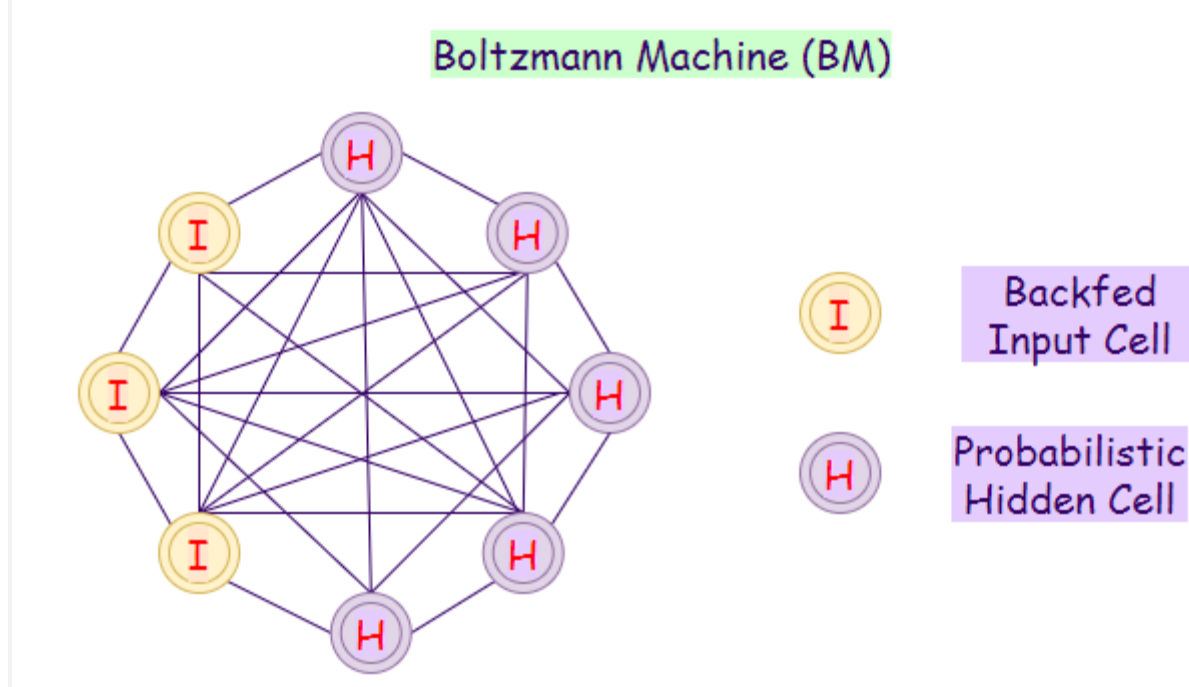 Boltzmann Machine (BM)
H
I
H
I
H
I
H
H
I
Backfed
Input Cell
H
Probabilistic
Hidden Cell